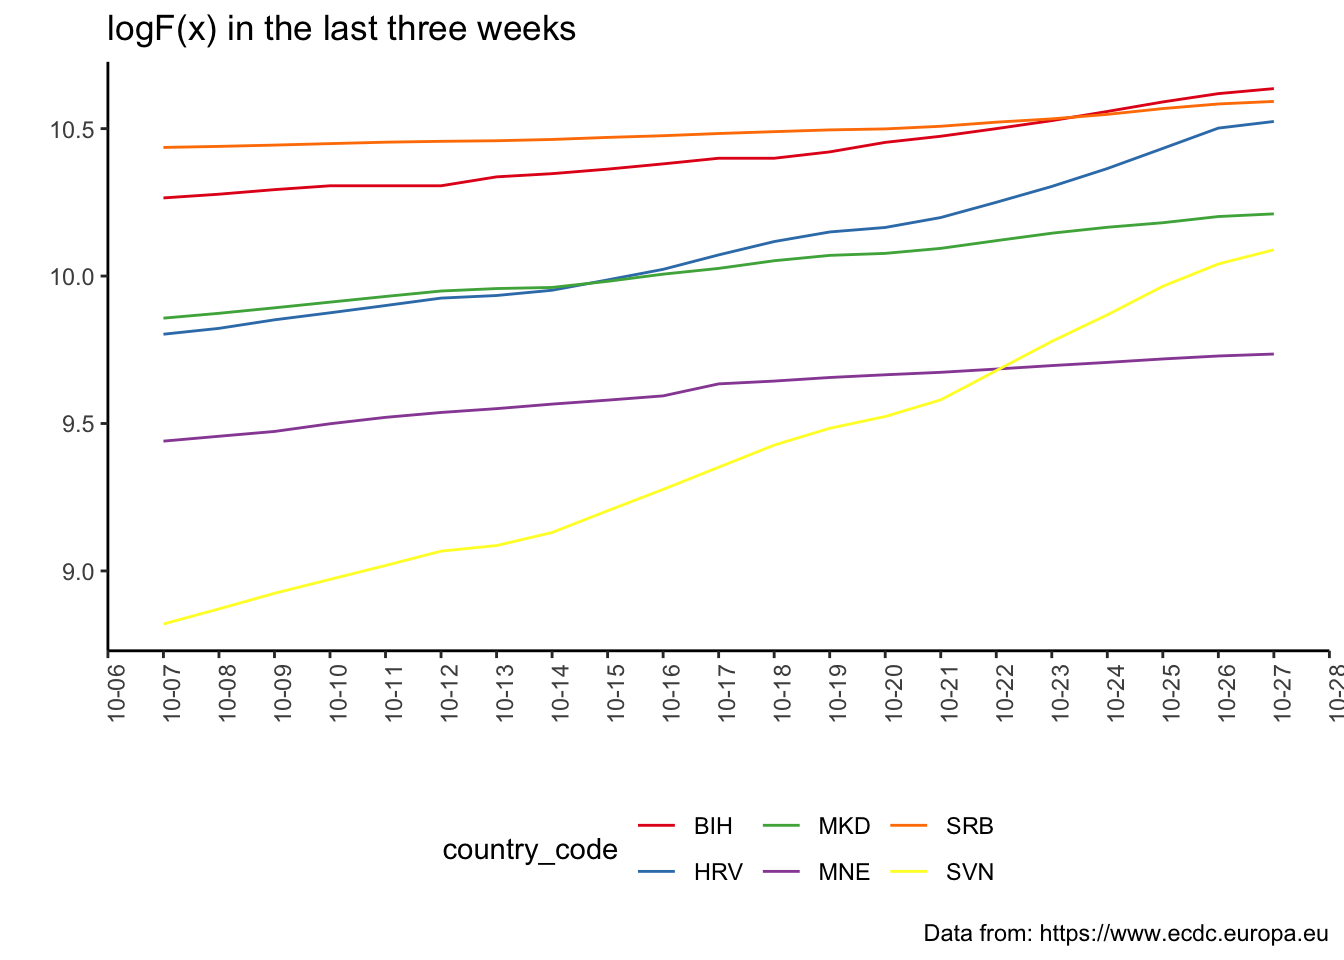 logF(x) in the last three weeks
10.5
10.0
9.5
9.0
10-06 10-07 10-08 10-09 10-10 10-11 10-12 10-13 10-14 10-15 10-16 10-17 10-18 10-19 10-20 10-21 10-22 10-23 10-24 10-25 10-26 10-27 10-28
country_code
BIH MKD SRB
HRV MNE SVN
Data from: https://www.ecdc.europa.eu